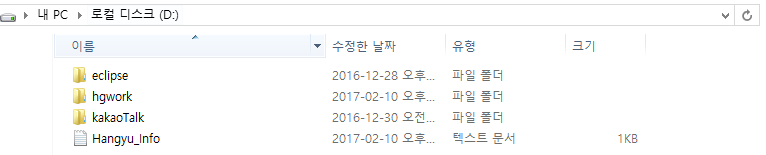 내 PC 로컬 디스크 (D:)
이름 수정한 날짜 유형 크기
eclipse 2016-12-28 오후... 파일 폴더
hgwork 2017-02-10 오후... 파일 폴더
kakaoTalk 2016-12-30 오전... 파일 폴더
Hangyu_Info 2017-02-10 오후... 텍스트 문서 1KB